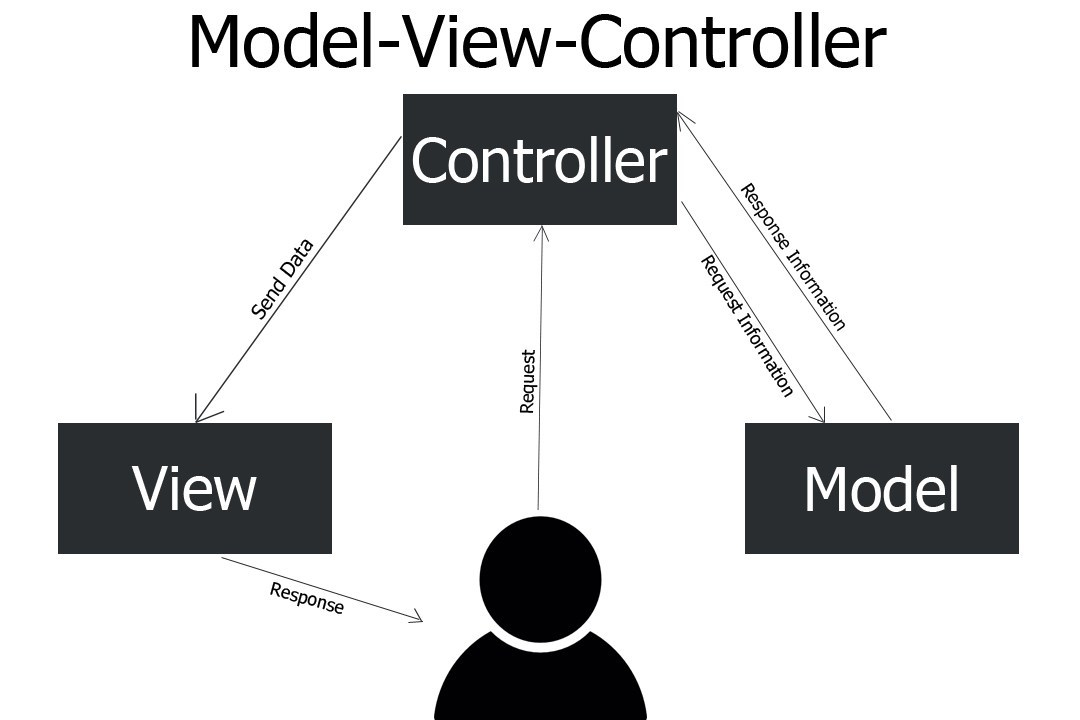 Model-View-Controller
Controller
Send Data
Request
Request Information
Response Information
View
Model
Response